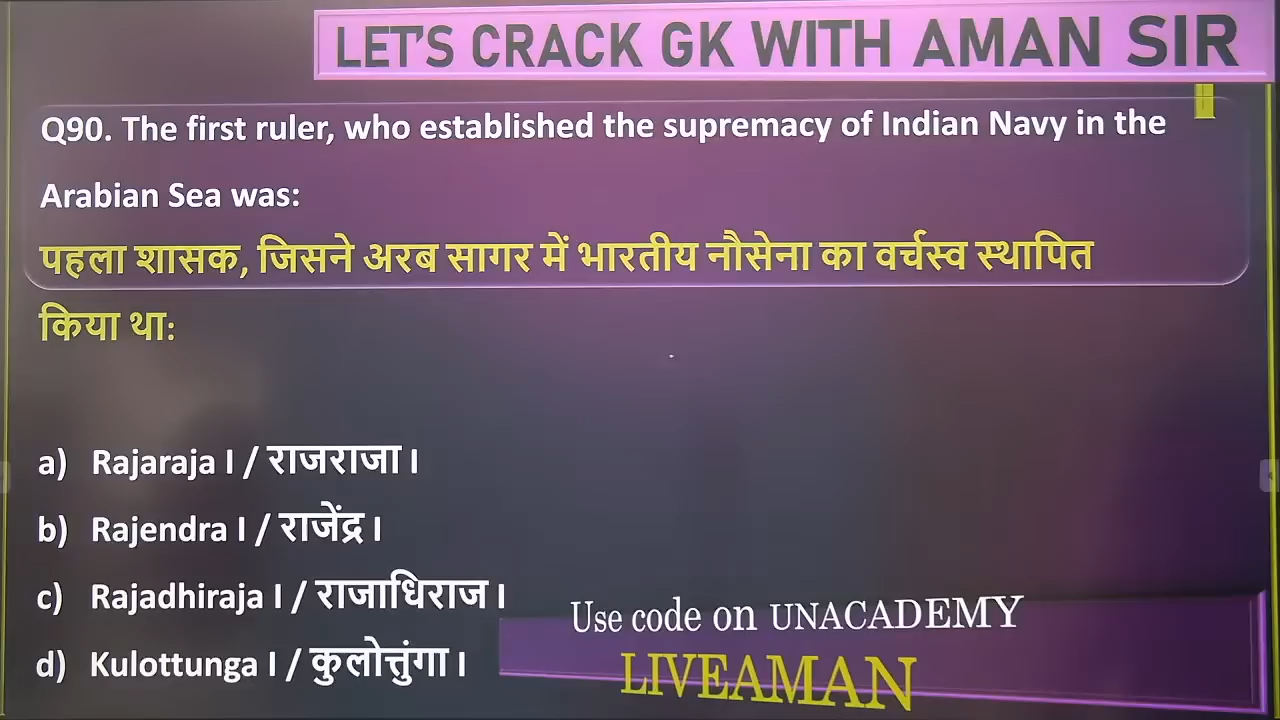 LET'S CRACK GK WITH AMAN SIR
Q90. The first ruler, who established the supremacy of Indian Navy in the
Arabian Sea was:
पहला शासक, जिसने अरब सागर में भारतीय नौसेना का वर्चस्व स्थापित
किया था:
a) Rajaraja I / राजराजा I
b) Rajendra I / राजेंद्र I
c) Rajadhiraja I / राजाधिराज I
d) Kulottunga I / कुलोत्तुंगा I
Use code on UNACADEMY
LIVEAMAN